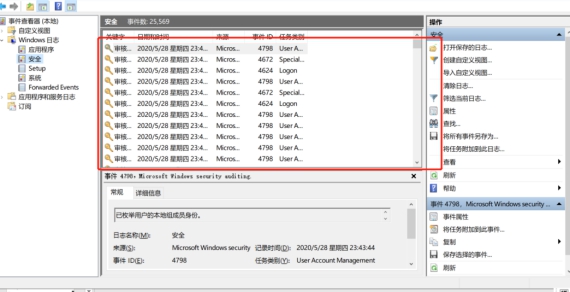 事件查看器 (本地)
自定义视图
Windows 日志
应用程序
安全
Setup
系统
Forwarded Events
应用程序和服务日志
订阅
安全 事件数: 25,569
关键字 日期和时间 来源 事件 ID 任务类别
审核... 2020/5/28 星期四 23:4... Micros... 4798 User A...
审核... 2020/5/28 星期四 23:4... Micros... 4672 Special...
审核... 2020/5/28 星期四 23:4... Micros... 4624 Logon
审核... 2020/5/28 星期四 23:4... Micros... 4798 User A...
审核... 2020/5/28 星期四 23:4... Micros... 4672 Special...
审核... 2020/5/28 星期四 23:4... Micros... 4624 Logon
审核... 2020/5/28 星期四 23:4... Micros... 4798 User A...
审核... 2020/5/28 星期四 23:4... Micros... 4798 User A...
审核... 2020/5/28 星期四 23:4... Micros... 4798 User A...
审核... 2020/5/28 星期四 23:4... Micros... 4798 User A...
事件 4798, Microsoft Windows security auditing.
常规 详细信息
已枚举用户的本地组成员身份。
日志名称(M): 安全
来源(S): Microsoft Windows security 记录时间(D): 2020/5/28 星期四 23:43:44
事件 ID(E): 4798 任务类别(Y): User Account Management
操作
安全
打开保存的日志...
创建自定义视图...
导入自定义视图...
清除日志...
筛选当前日志...
属性
查找...
将所有事件另存为...
将任务附加到此日志...
查看
刷新
帮助
事件 4798, Microsoft Windows security ...
事件属性
将任务附加到此事件...
复制
保存选择的事件...
刷新